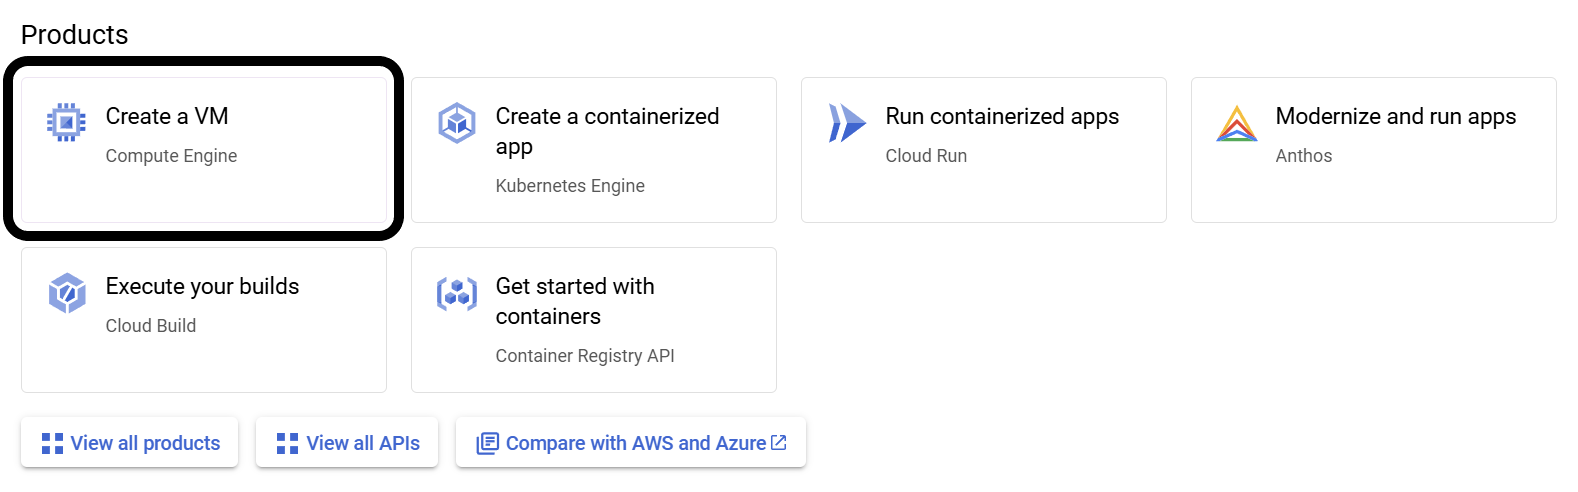 Products
Create a VM
Compute Engine
Create a containerized
app
Kubernetes Engine
Run containerized apps
Cloud Run
Modernize and run apps
Anthos
Execute your builds
Cloud Build
Get started with
containers
Container Registry API
View all products
View all APIs
Compare with AWS and Azure